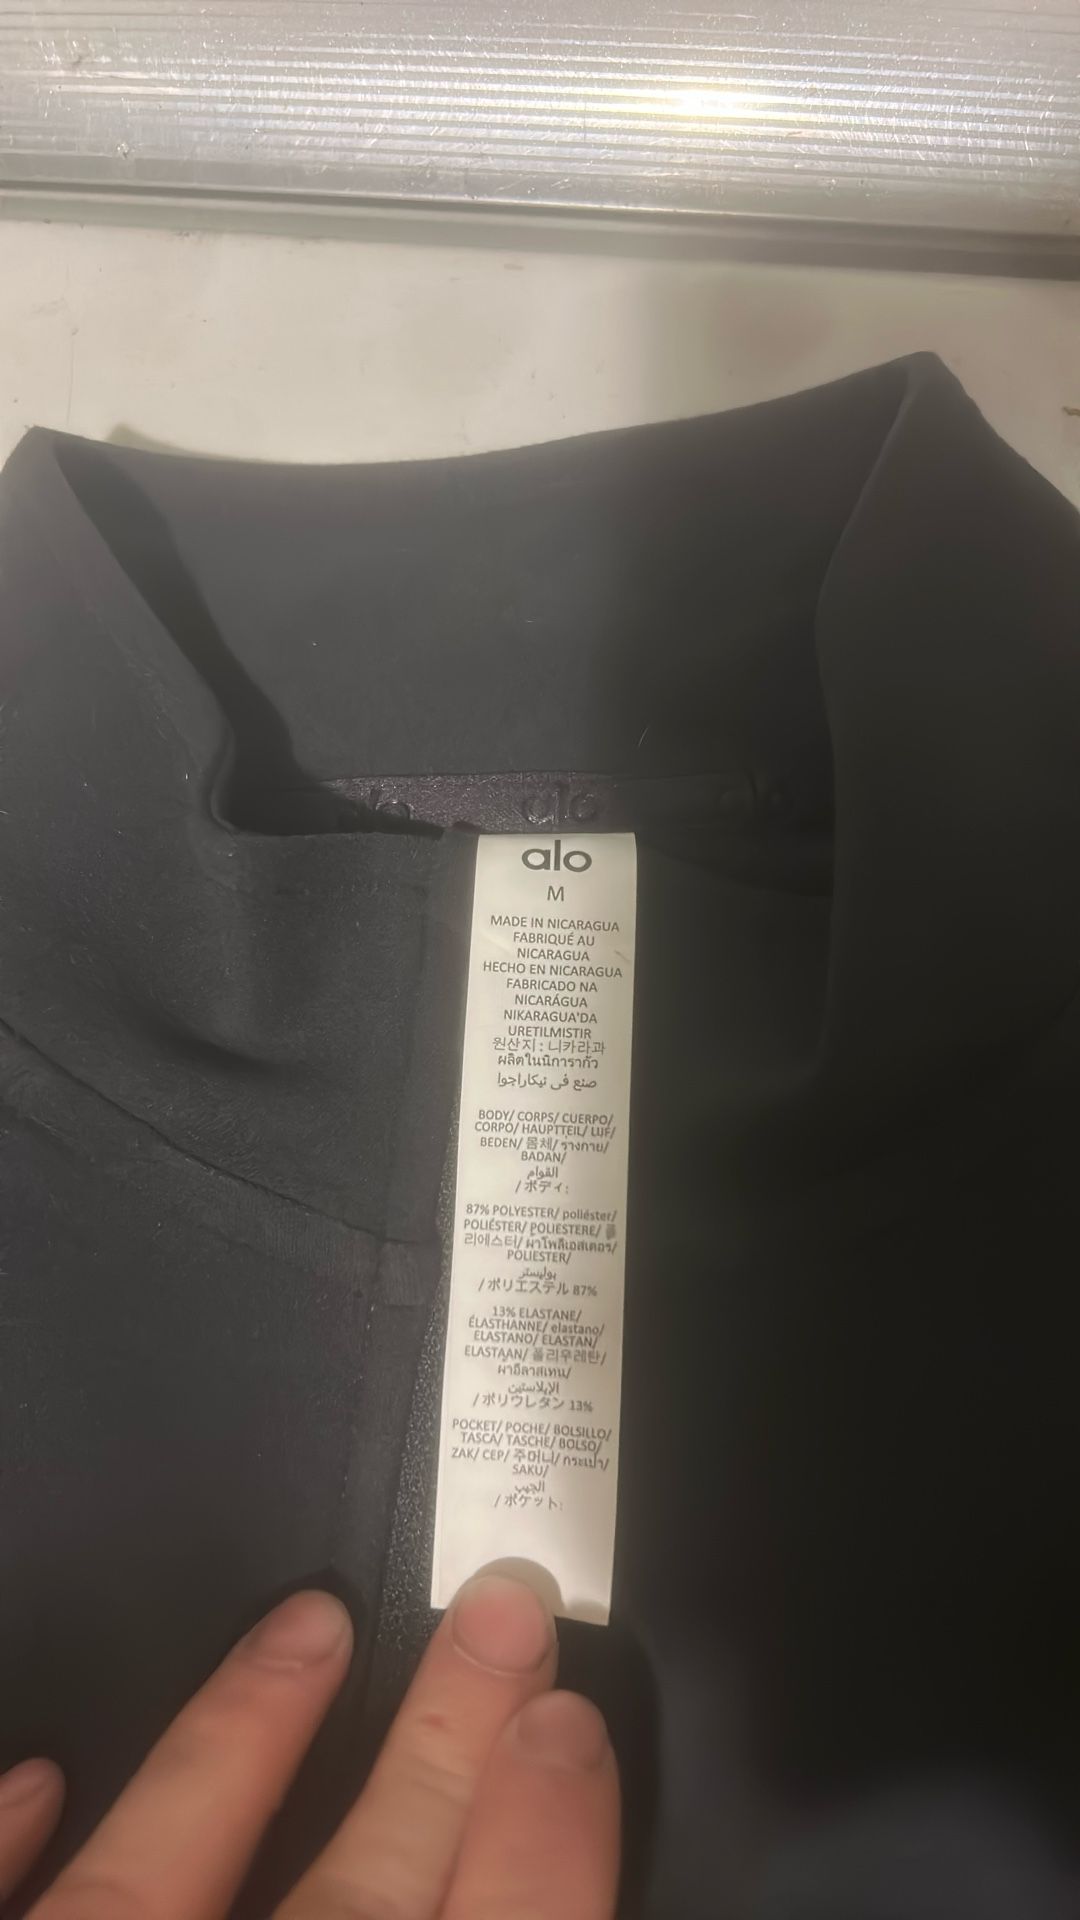 alo
alo
M
MADE IN NICARAGUA
FABRIQUÉ AU
NICARAGUA
HECHO EN NICARAGUA
FABRICADO NA
NICARÁGUA
NIKARAGUA'DA
URETILMISTIR
원산지 : 니카라과
ผลิตในนิการากัว
صنع في نيكاراجوا
BODY/ CORPS/ CUERPO/
CORPO/ HAUPTTEIL/ LIJF/
BEDEN/ 몸체/ รางกาย/
BADAN/
القوام
/ ボディ:
87% POLYESTER/ poliéster/
POLIÉSTER/ POLIESTERE/ 폴
리에스터/ ผ้าโพลีเอสเตอร/
POLIESTER/
بوليستر
/ ポリエステル 87%
13% ELASTANE/
ÉLASTHANNE/ elastano/
ELASTANO/ ELASTAN/
ELASTAAN/ 폴리우레탄/
ผ้าอีลาสเทน/
الايلاستين
/ ポリウレタン 13%
POCKET/ POCHE/ BOLSILLO/
TASCA/ TASCHE/ BOLSO/
ZAK/ CEP/ 주머니/ กระเปา/
SAKU/
الجيب
/ ポケット: